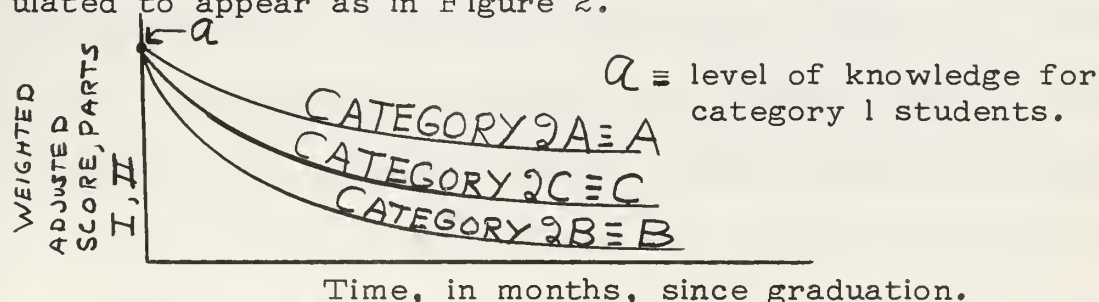 ulated to appear as in Figure 2.
a
a ≡ level of knowledge for
category 1 students.
WEIGHTED
ADJUSTED
SCORE, PARTS
I, II
CATEGORY 2A ≡ A
CATEGORY 2C ≡ C
CATEGORY 2B ≡ B
Time, in months, since graduation.